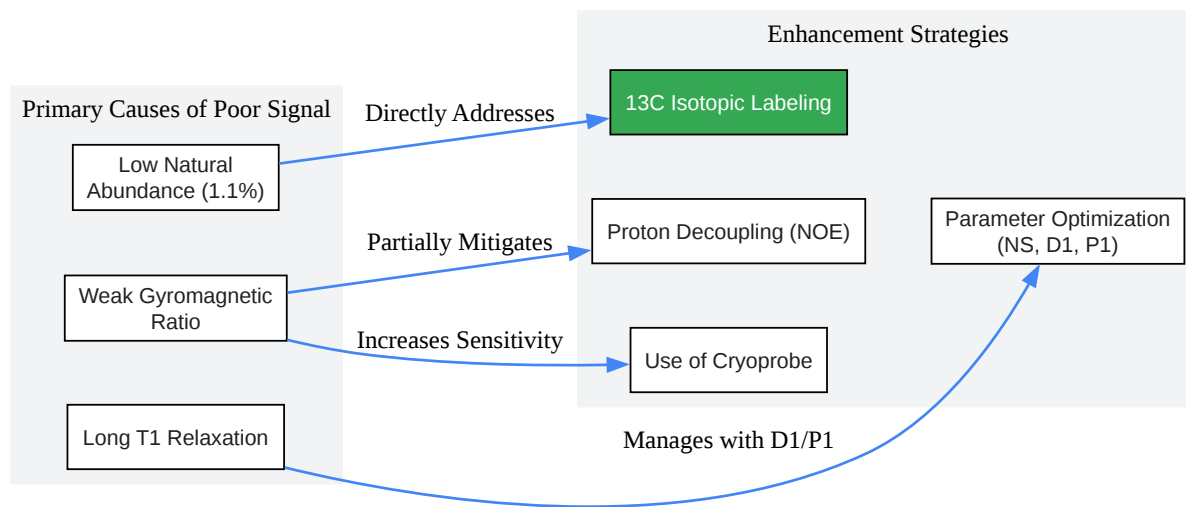 Enhancement Strategies
Primary Causes of Poor Signal
Directly Addresses
13C Isotopic Labeling
Low Natural
Abundance (1.1%)
Partially Mitigates
Proton Decoupling (NOE)
Parameter Optimization
(NS, D1, P1)
Weak Gyromagnetic
Ratio
Increases Sensitivity
Use of Cryoprobe
Long T1 Relaxation
Manages with D1/P1